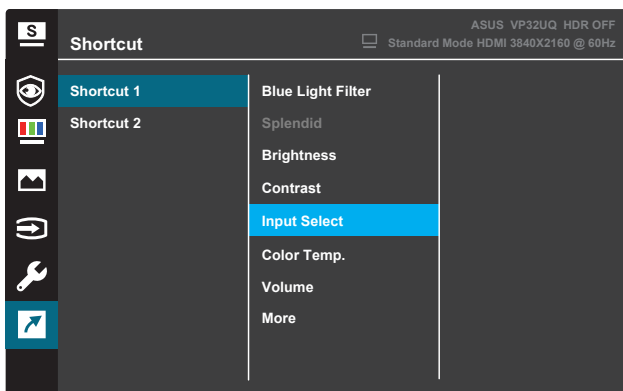 S
ASUS VP32UQ HDR OFF
Shortcut
Standard Mode HDMI 3840X2160 @ 60Hz
Shortcut 1
Shortcut 2
Blue Light Filter
Splendid
Brightness
Contrast
Input Select
Color Temp.
Volume
More